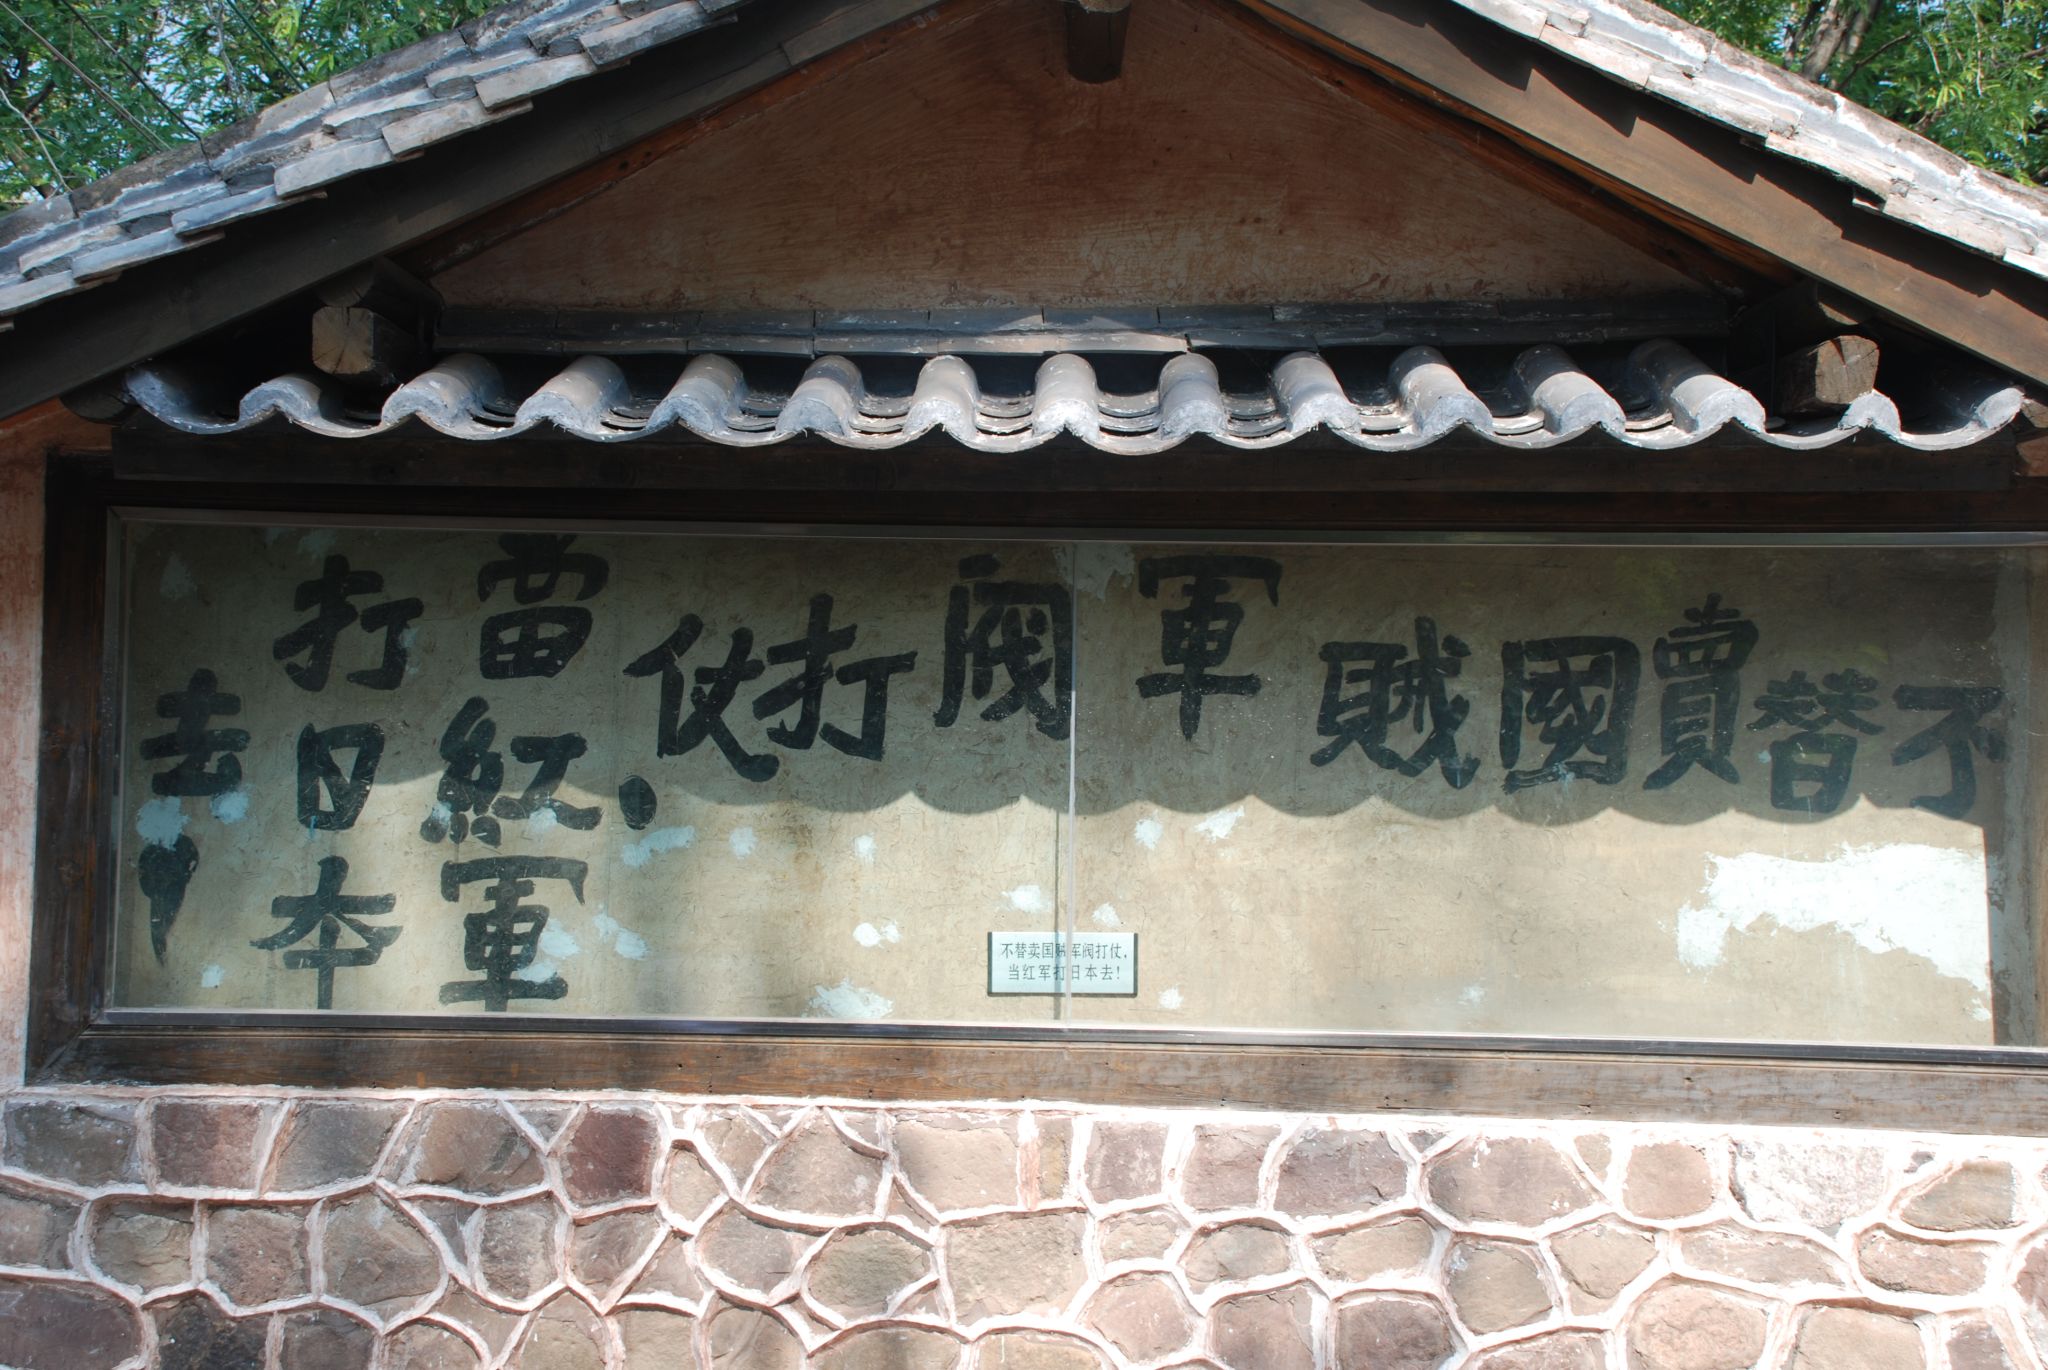 不替賣國賊軍閥打仗，
當紅軍
打日本
去！
不替卖国贼军阀打仗，
当红军打日本去！